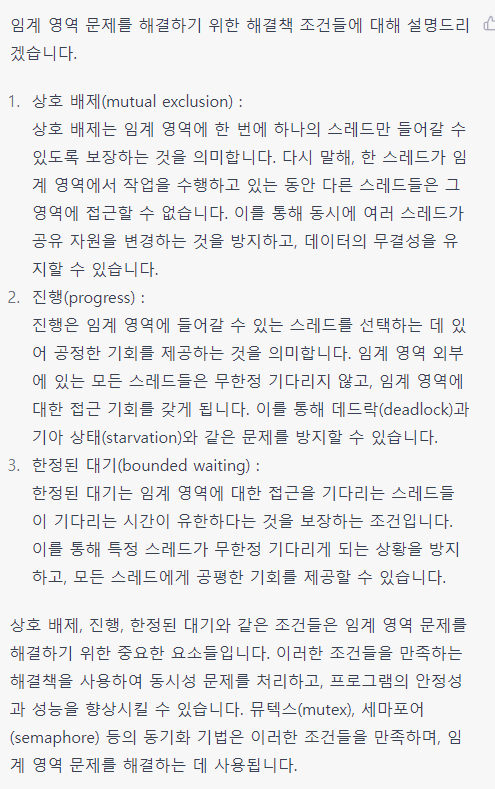 임계 영역 문제를 해결하기 위한 해결책 조건들에 대해 설명드리
겠습니다.
1. 상호 배제(mutual exclusion) :
상호 배제는 임계 영역에 한 번에 하나의 스레드만 들어갈 수
있도록 보장하는 것을 의미합니다. 다시 말해, 한 스레드가 임
계 영역에서 작업을 수행하고 있는 동안 다른 스레드들은 그
영역에 접근할 수 없습니다. 이를 통해 동시에 여러 스레드가
공유 자원을 변경하는 것을 방지하고, 데이터의 무결성을 유
지할 수 있습니다.
2. 진행(progress) :
진행은 임계 영역에 들어갈 수 있는 스레드를 선택하는 데 있
어 공정한 기회를 제공하는 것을 의미합니다. 임계 영역 외부
에 있는 모든 스레드들은 무한정 기다리지 않고, 임계 영역에
대한 접근 기회를 갖게 됩니다. 이를 통해 데드락(deadlock)과
기아 상태(starvation)와 같은 문제를 방지할 수 있습니다.
3. 한정된 대기(bounded waiting) :
한정된 대기는 임계 영역에 대한 접근을 기다리는 스레드들
이 기다리는 시간이 유한하다는 것을 보장하는 조건입니다.
이를 통해 특정 스레드가 무한정 기다리게 되는 상황을 방지
하고, 모든 스레드에게 공평한 기회를 제공할 수 있습니다.
상호 배제, 진행, 한정된 대기와 같은 조건들은 임계 영역 문제를
해결하기 위한 중요한 요소들입니다. 이러한 조건들을 만족하는
해결책을 사용하여 동시성 문제를 처리하고, 프로그램의 안정성
과 성능을 향상시킬 수 있습니다. 뮤텍스(mutex), 세마포어
(semaphore) 등의 동기화 기법은 이러한 조건들을 만족하며, 임
계 영역 문제를 해결하는 데 사용됩니다.